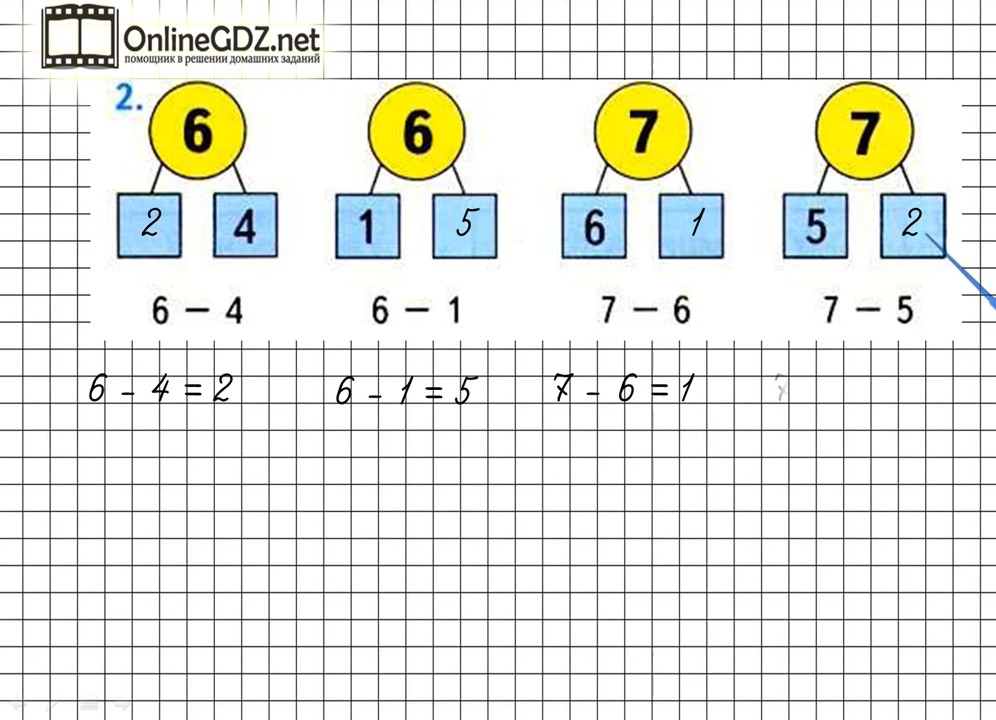 OnlineGDZ.net
помощник в решении домашних заданий
2. 6 6 7 7
2 4 1 5 6 1 5 2
6 – 4 6 – 1 7 – 6 7 – 5
6 – 4 = 2 6 – 1 = 5 7 – 6 = 1 7